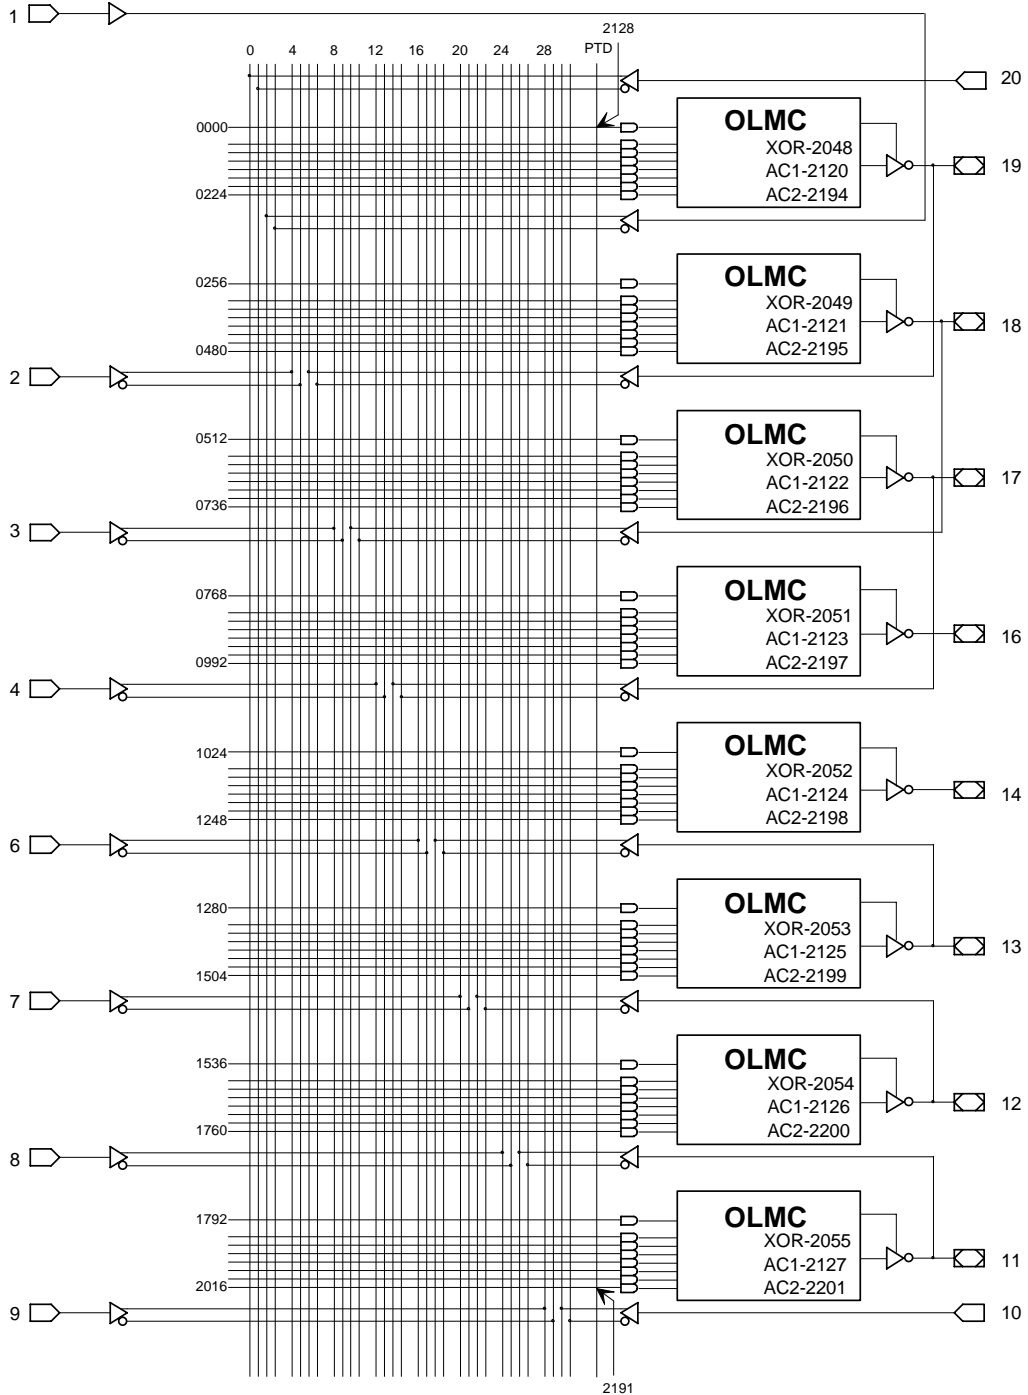 1
2128
0 4 8 12 16 20 24 28 PTD
20
0000
OLMC
XOR-2048
19
AC1-2120
0224
AC2-2194
0256
OLMC
XOR-2049
18
AC1-2121
0480
AC2-2195
2
0512
OLMC
XOR-2050
17
AC1-2122
0736
AC2-2196
3
0768
OLMC
XOR-2051
16
AC1-2123
0992
AC2-2197
4
1024
OLMC
XOR-2052
14
AC1-2124
1248
AC2-2198
6
1280
OLMC
XOR-2053
13
AC1-2125
1504
AC2-2199
7
1536
OLMC
XOR-2054
12
AC1-2126
1760
AC2-2200
8
1792
OLMC
XOR-2055
11
AC1-2127
2016
AC2-2201
9
10
2191